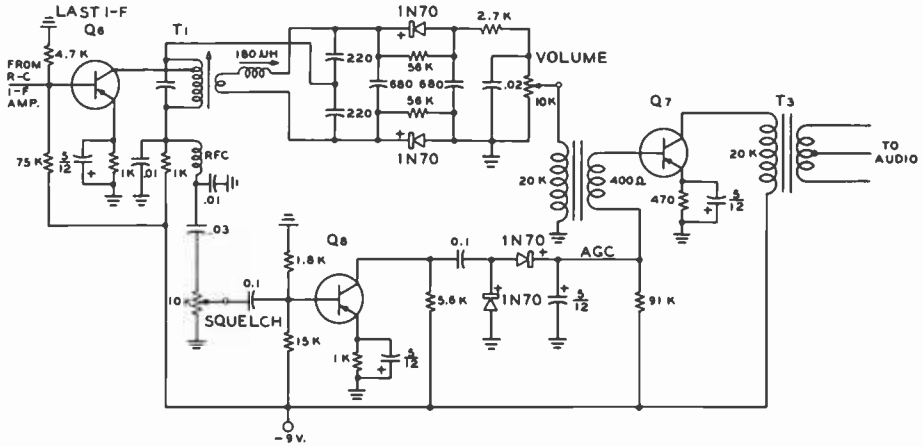 LAST I-F
Q6
T1
1N70
2.7K
4.7K
180UH
VOLUME
FROM
R-C
I-F
AMP.
220
56K
680
680
.02
10K
220
56K
1N70
Q7
T3
75K
5/12
1K
.01
1K
RFC
.01
20K
400Ω
470
5/12
20K
TO
AUDIO
.03
Q8
1.8K
0.1
1N70
AGC
10K
0.1
SQUELCH
15K
1K
5/12
5.6K
1N70
5/12
91K
-9V.